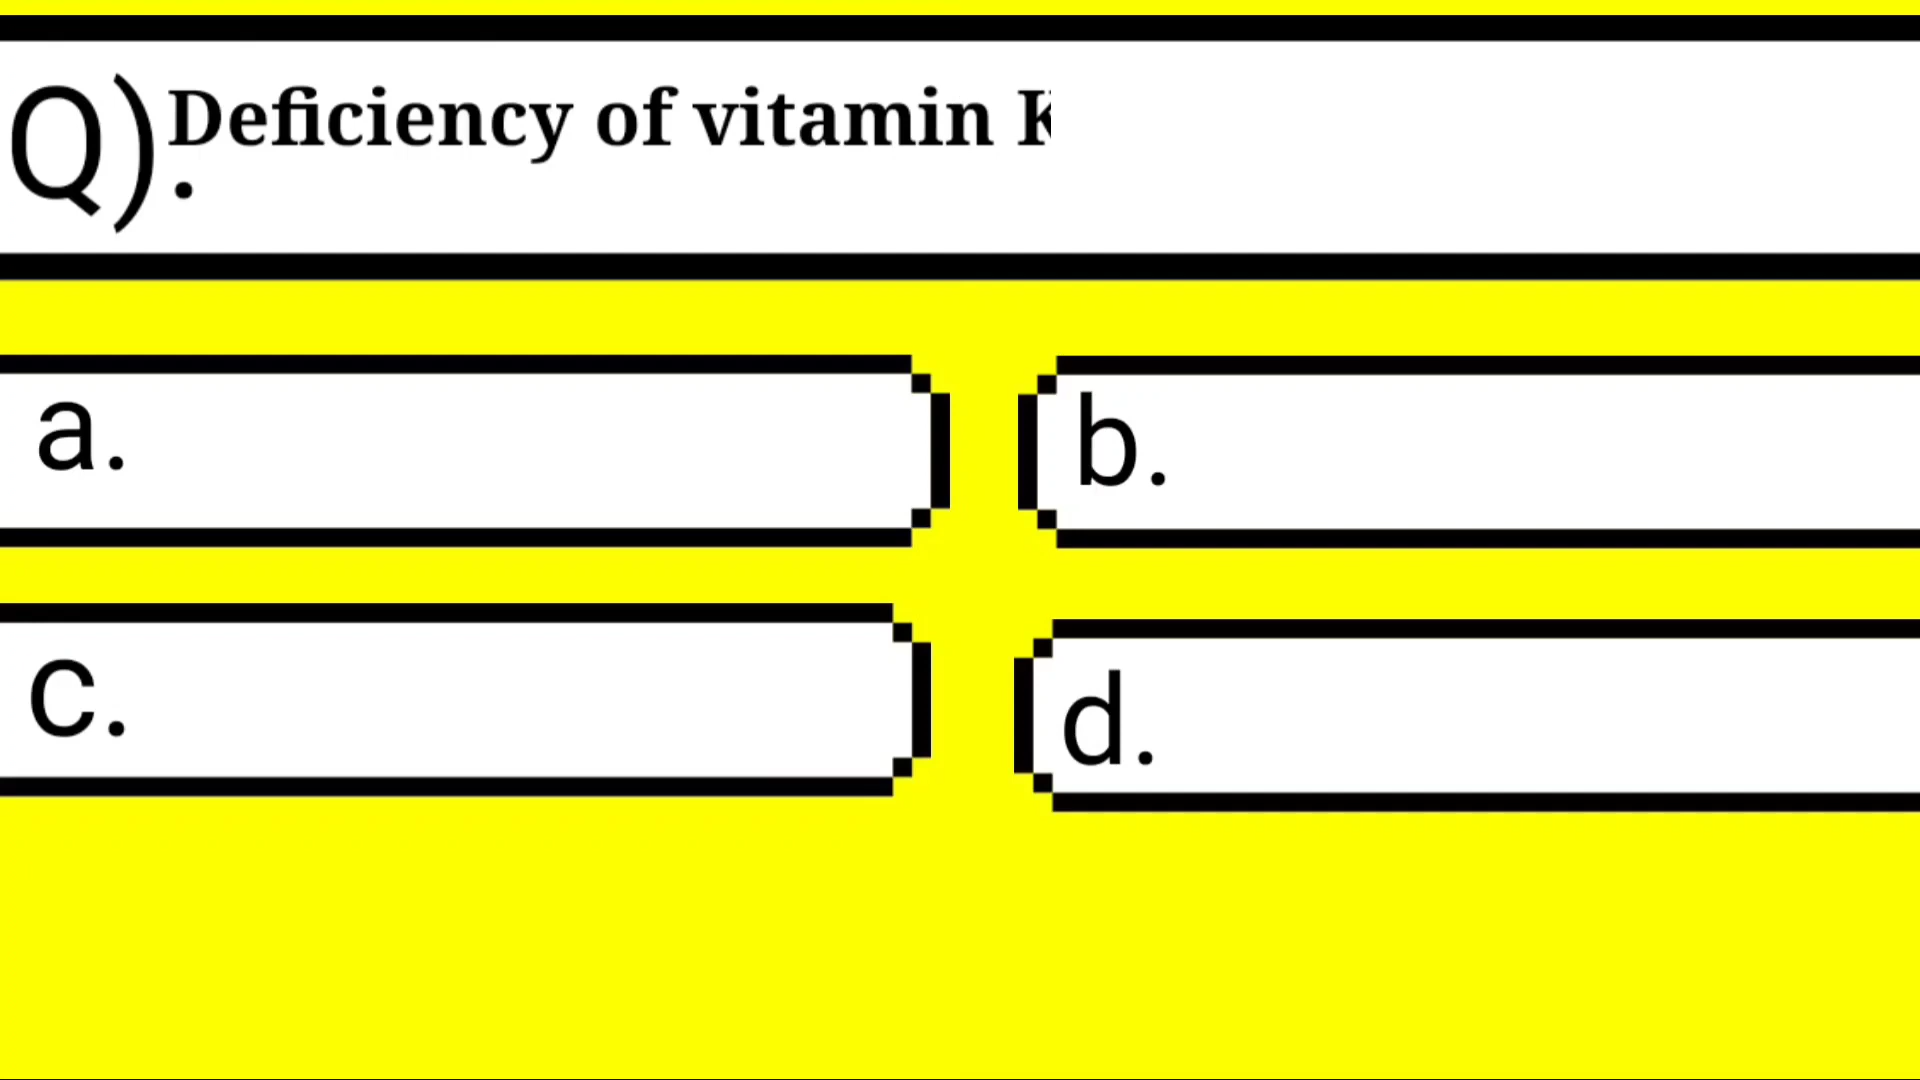 Q). Deficiency of vitamin K
a.
b.
c.
d.